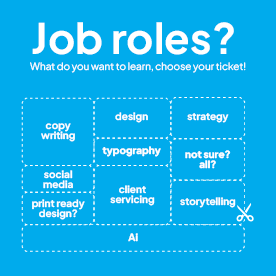 Job roles?
What do you want to learn, choose your ticket!
copy
writing
design
strategy
typography
not sure?
all?
social
media
client
servicing
print ready
design?
storytelling
AI